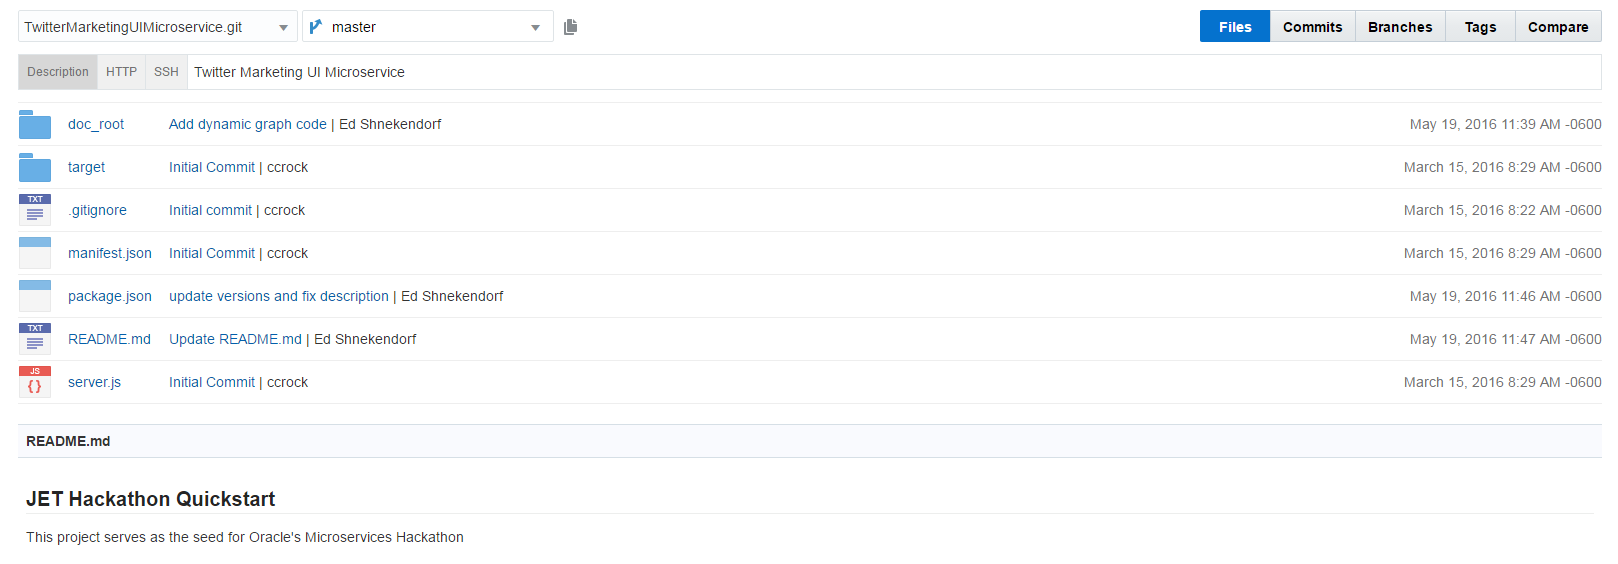 TwitterMarketingUIMicroservice.git master Files Commits Branches Tags Compare
Description HTTP SSH Twitter Marketing UI Microservice
doc_root Add dynamic graph code | Ed Shnekendorf May 19, 2016 11:39 AM -0600
target Initial Commit | ccrock March 15, 2016 8:29 AM -0600
TXT .gitignore Initial commit | ccrock March 15, 2016 8:22 AM -0600
manifest.json Initial Commit | ccrock March 15, 2016 8:29 AM -0600
package.json update versions and fix description | Ed Shnekendorf May 19, 2016 11:46 AM -0600
TXT README.md Update README.md | Ed Shnekendorf May 19, 2016 11:47 AM -0600
JS { } server.js Initial Commit | ccrock March 15, 2016 8:29 AM -0600
README.md
JET Hackathon Quickstart
This project serves as the seed for Oracle's Microservices Hackathon